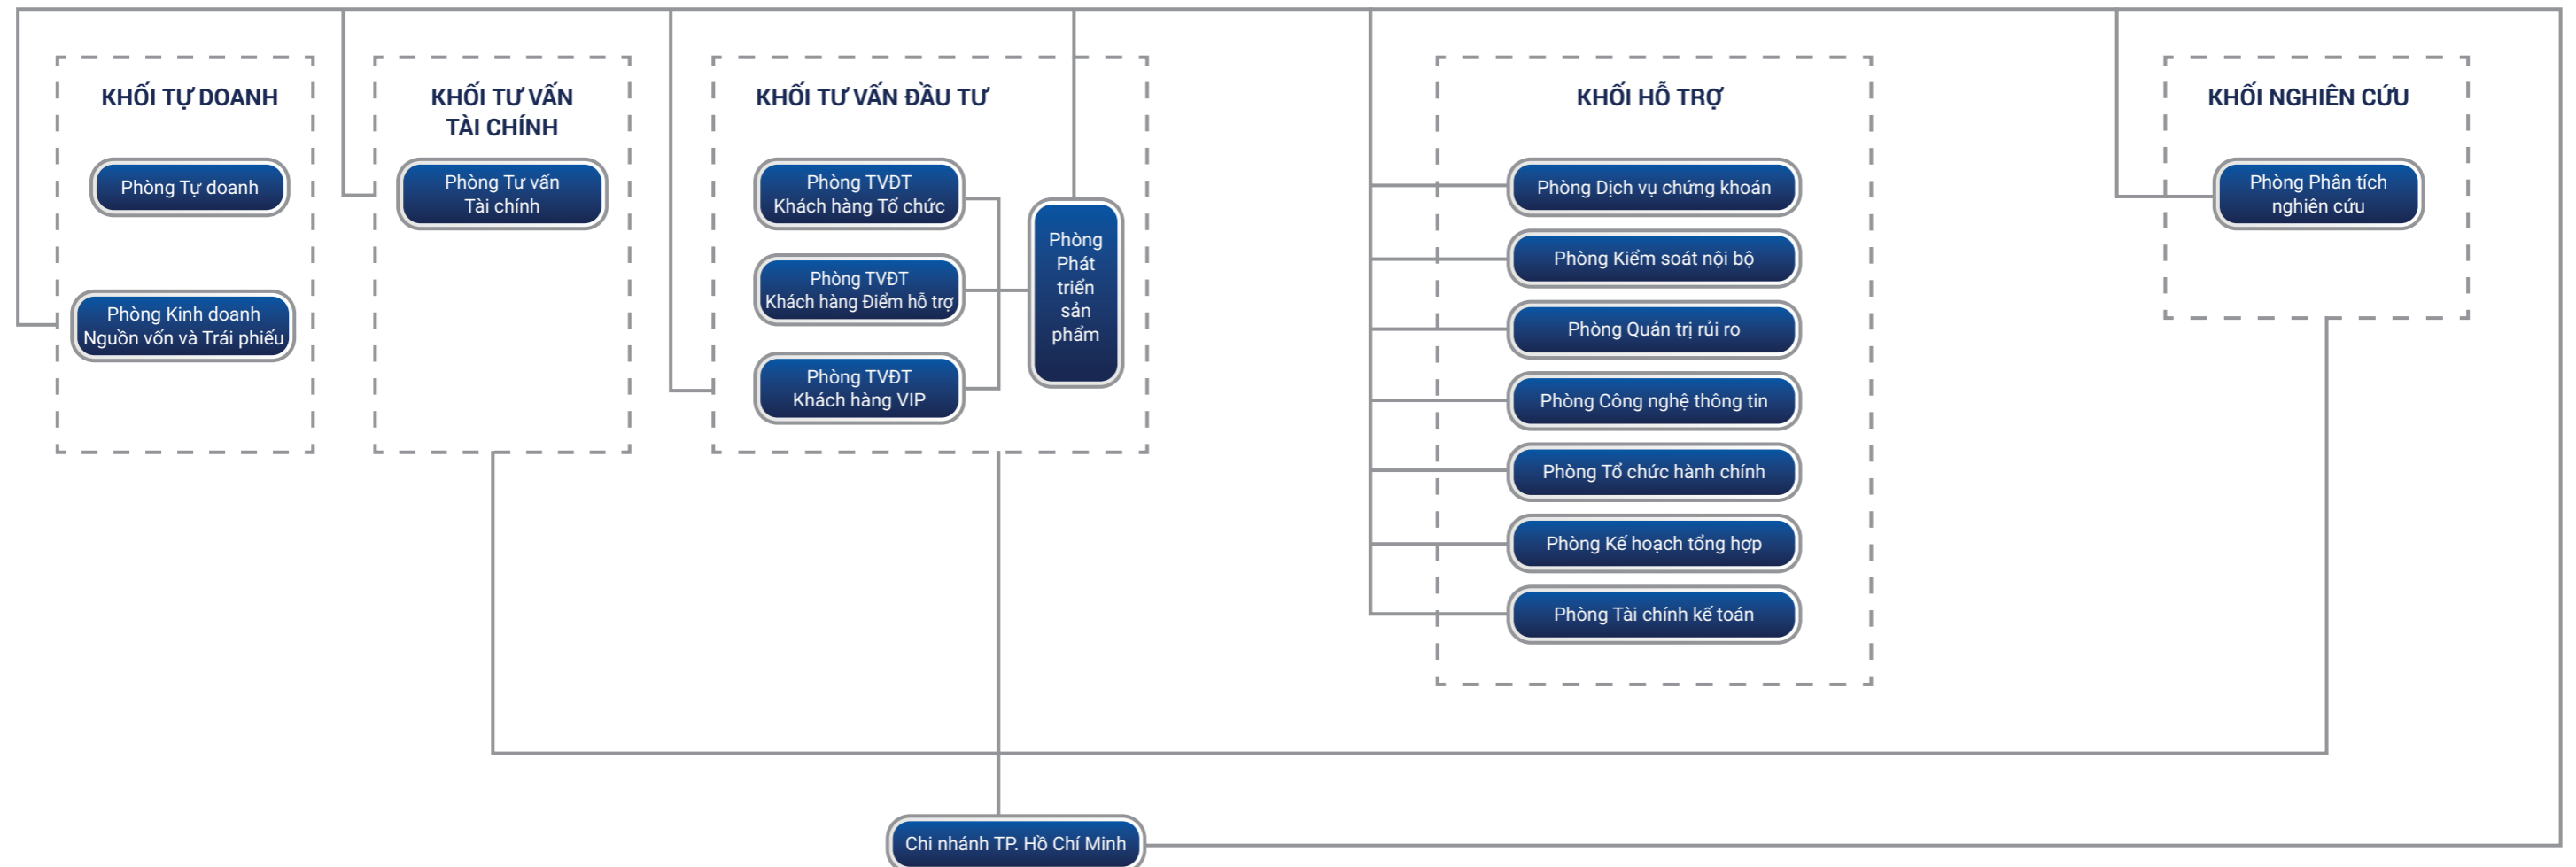 KHỐI TỰ DOANH
Phòng Tự doanh
Phòng Kinh doanh
Nguồn vốn và Trái phiếu
KHỐI TƯ VẤN
TÀI CHÍNH
Phòng Tư vấn
Tài chính
KHỐI TƯ VẤN ĐẦU TƯ
Phòng TVĐT
Khách hàng Tổ chức
Phòng TVĐT
Khách hàng Điểm hỗ trợ
Phòng TVĐT
Khách hàng VIP
Phòng
Phát
triển
sản
phẩm
KHỐI HỖ TRỢ
Phòng Dịch vụ chứng khoán
Phòng Kiểm soát nội bộ
Phòng Quản trị rủi ro
Phòng Công nghệ thông tin
Phòng Tổ chức hành chính
Phòng Kế hoạch tổng hợp
Phòng Tài chính kế toán
KHỐI NGHIÊN CỨU
Phòng Phân tích
nghiên cứu
Chi nhánh TP. Hồ Chí Minh